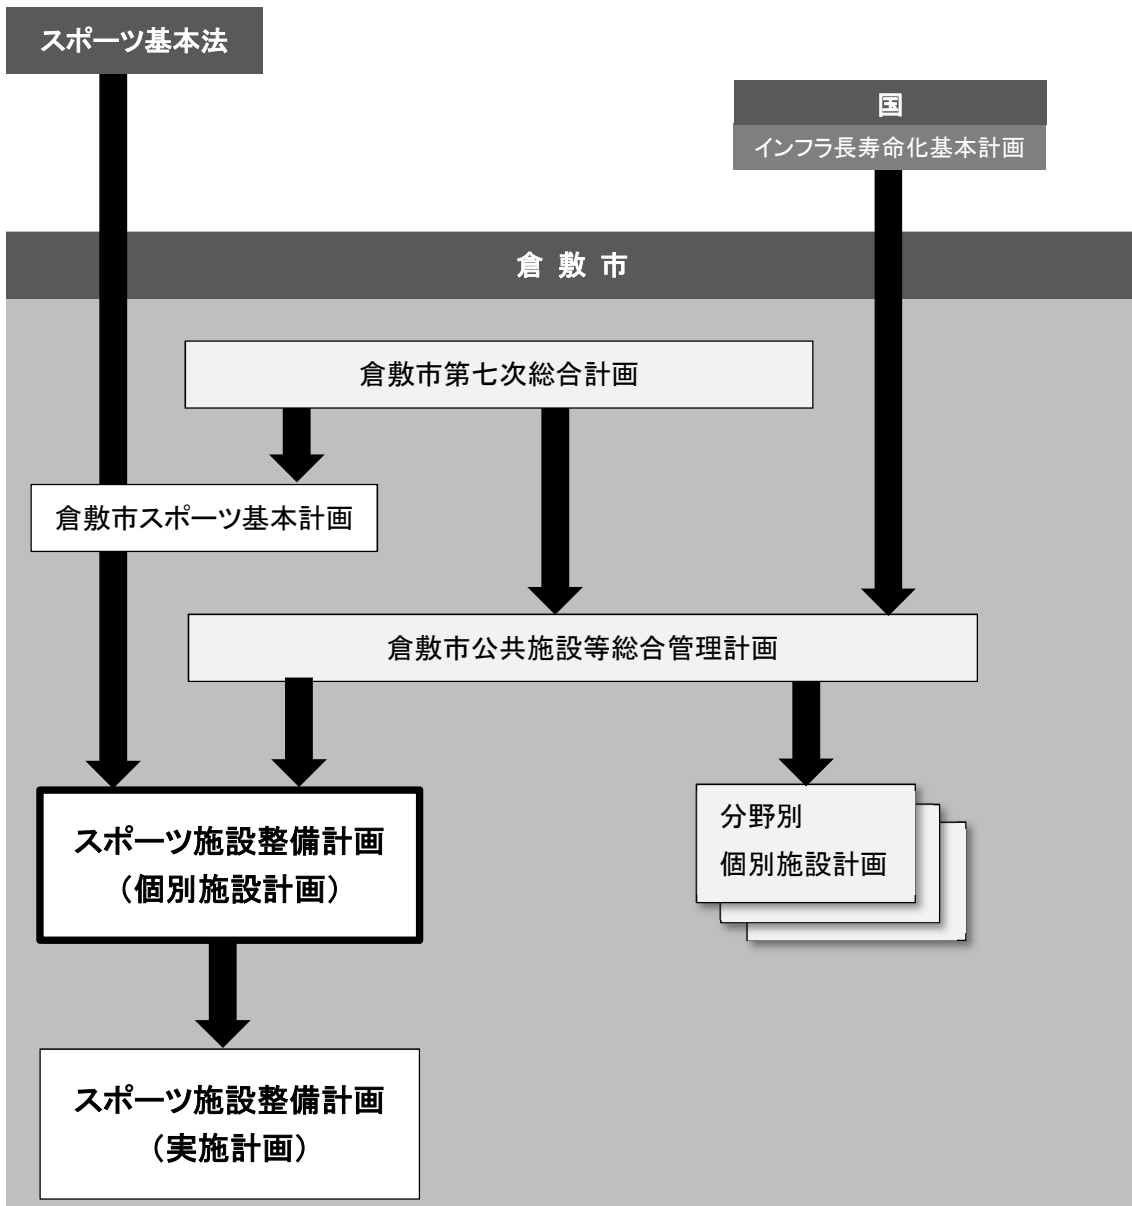 スポーツ基本法
国
インフラ長寿命化基本計画
倉敷市
倉敷市第七次総合計画
倉敷市スポーツ基本計画
倉敷市公共施設等総合管理計画
スポーツ施設整備計画
（個別施設計画）
分野別
個別施設計画
スポーツ施設整備計画
（実施計画）